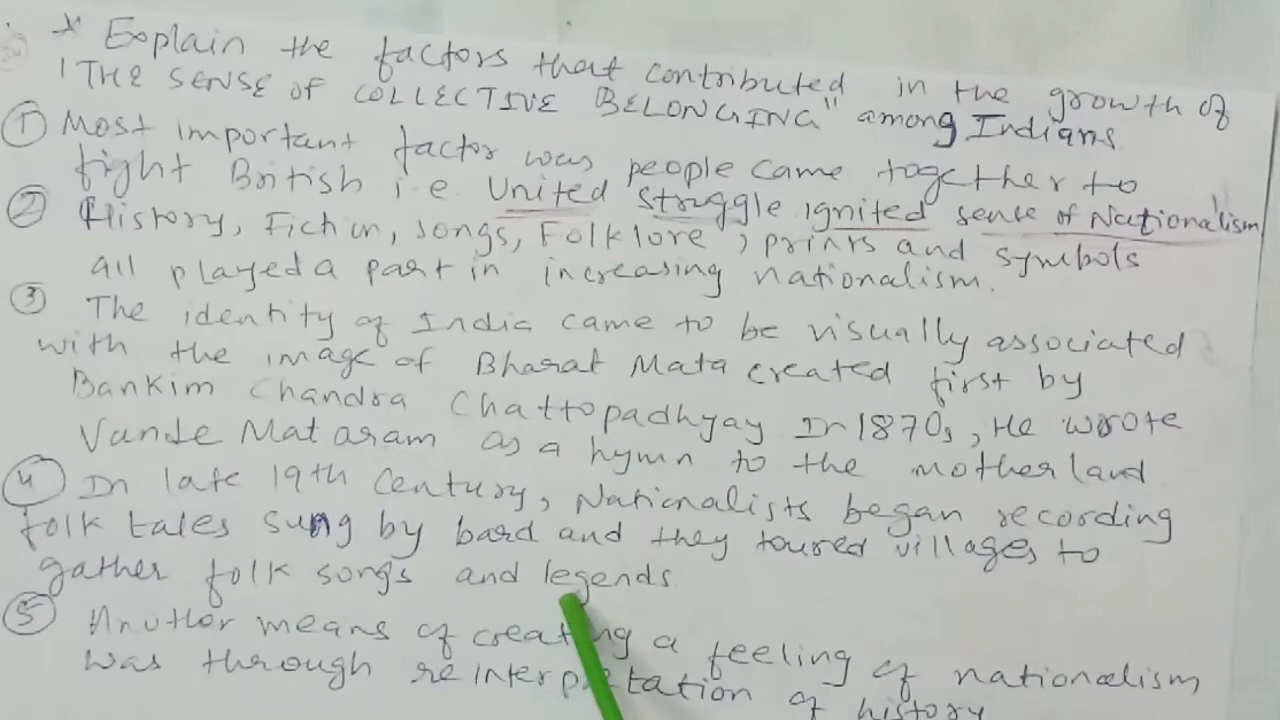 * Explain the factors that contributed in the growth of
"THE SENSE OF COLLECTIVE BELONGING" among Indians
① Most important factor was people came together to
fight British i.e United Struggle ignited sense of Nationalism
② History, Fiction, songs, Folklore, prints and symbols
all played a part in increasing nationalism.
③ The identity of India came to be visually associated
with the image of Bharat Mata created first by
Bankim Chandra Chattopadhyay In 1870s, He wrote
Vande Mataram as a hymn to the motherland
④ In late 19th Century, Nationalists began recording
folk tales sung by bard and they toured villages to
gather folk songs and legends
⑤ Another means of creating a feeling of nationalism
was through reinterpretation of history